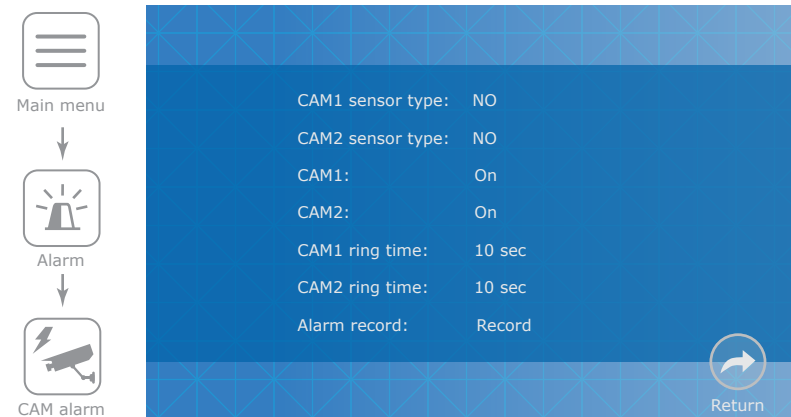 Main menu
Alarm
CAM alarm
CAM1 sensor type: NO
CAM2 sensor type: NO
CAM1: On
CAM2: On
CAM1 ring time: 10 sec
CAM2 ring time: 10 sec
Alarm record: Record
Return